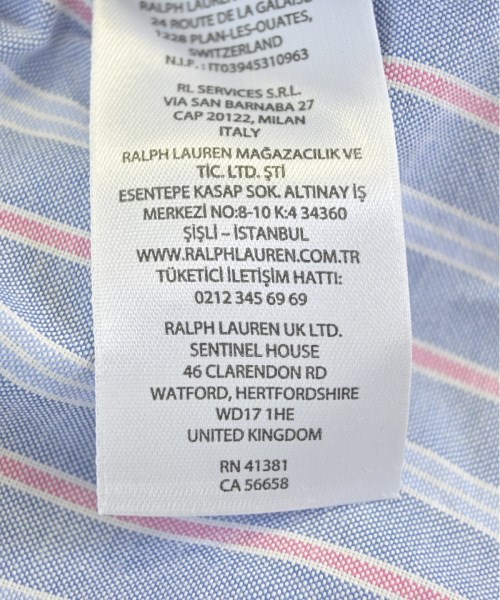 RALPH LAUREN
24 ROUTE DE LA GALAISE
1228 PLAN-LES-OUATES,
SWITZERLAND
N.I.F.: IT03945310963
RL SERVICES S.R.L.
VIA SAN BARNABA 27
CAP 20122, MILAN
ITALY
RALPH LAUREN MAĞAZACILIK VE
TİC. LTD. ŞTİ
ESENTEPE KASAP SOK. ALTINAY İŞ
MERKEZİ NO:8-10 K:4 34360
ŞİŞLİ – İSTANBUL
WWW.RALPHLAUREN.COM.TR
TÜKETİCİ İLETİŞİM HATTI:
0212 345 69 69
RALPH LAUREN UK LTD.
SENTINEL HOUSE
46 CLARENDON RD
WATFORD, HERTFORDSHIRE
WD17 1HE
UNITED KINGDOM
RN 41381
CA 56658